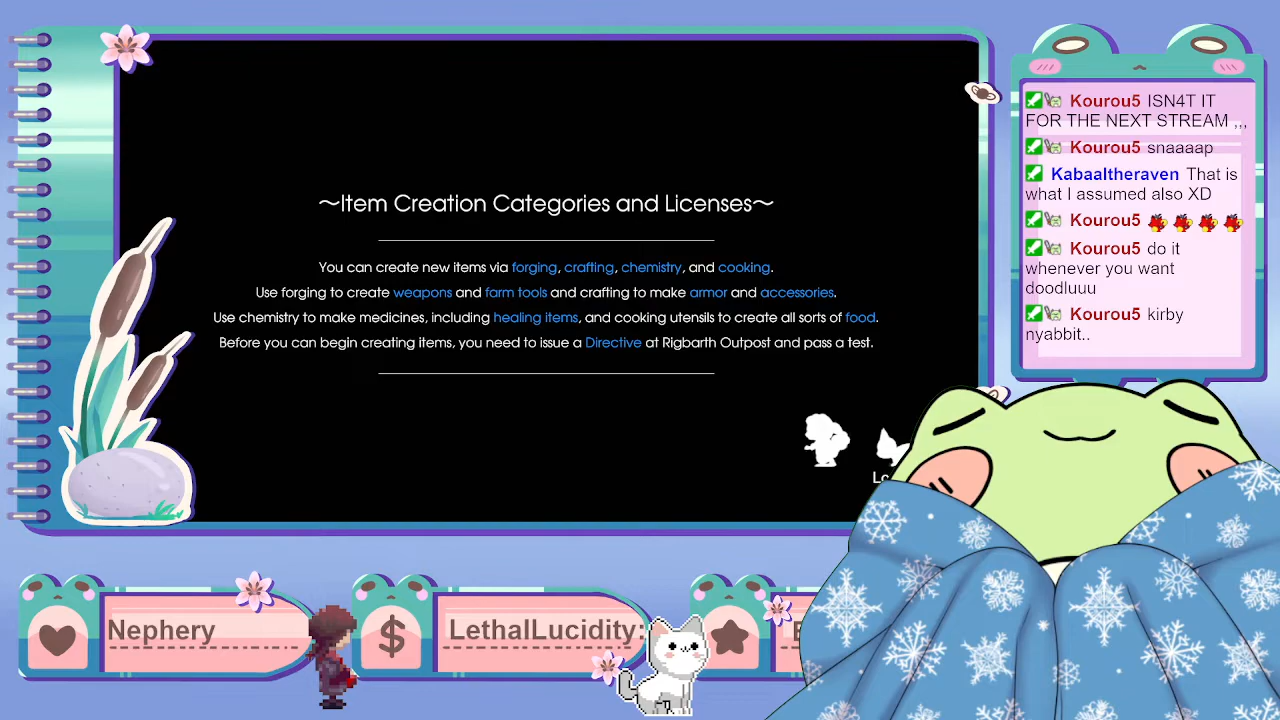 ～Item Creation Categories and Licenses～
You can create new items via forging, crafting, chemistry, and cooking.
Use forging to create weapons and farm tools and crafting to make armor and accessories.
Use chemistry to make medicines, including healing items, and cooking utensils to create all sorts of food.
Before you can begin creating items, you need to issue a Directive at Rigbarth Outpost and pass a test.
Kourou5 ISN4T IT
FOR THE NEXT STREAM ,,,
Kourou5 snaaaap
Kabaaltheraven That is
what I assumed also XD
Kourou5
Kourou5 do it
whenever you want
doodluuu
Kourou5 kirby
nyabbit..
Nephery
$
LethalLucidity: